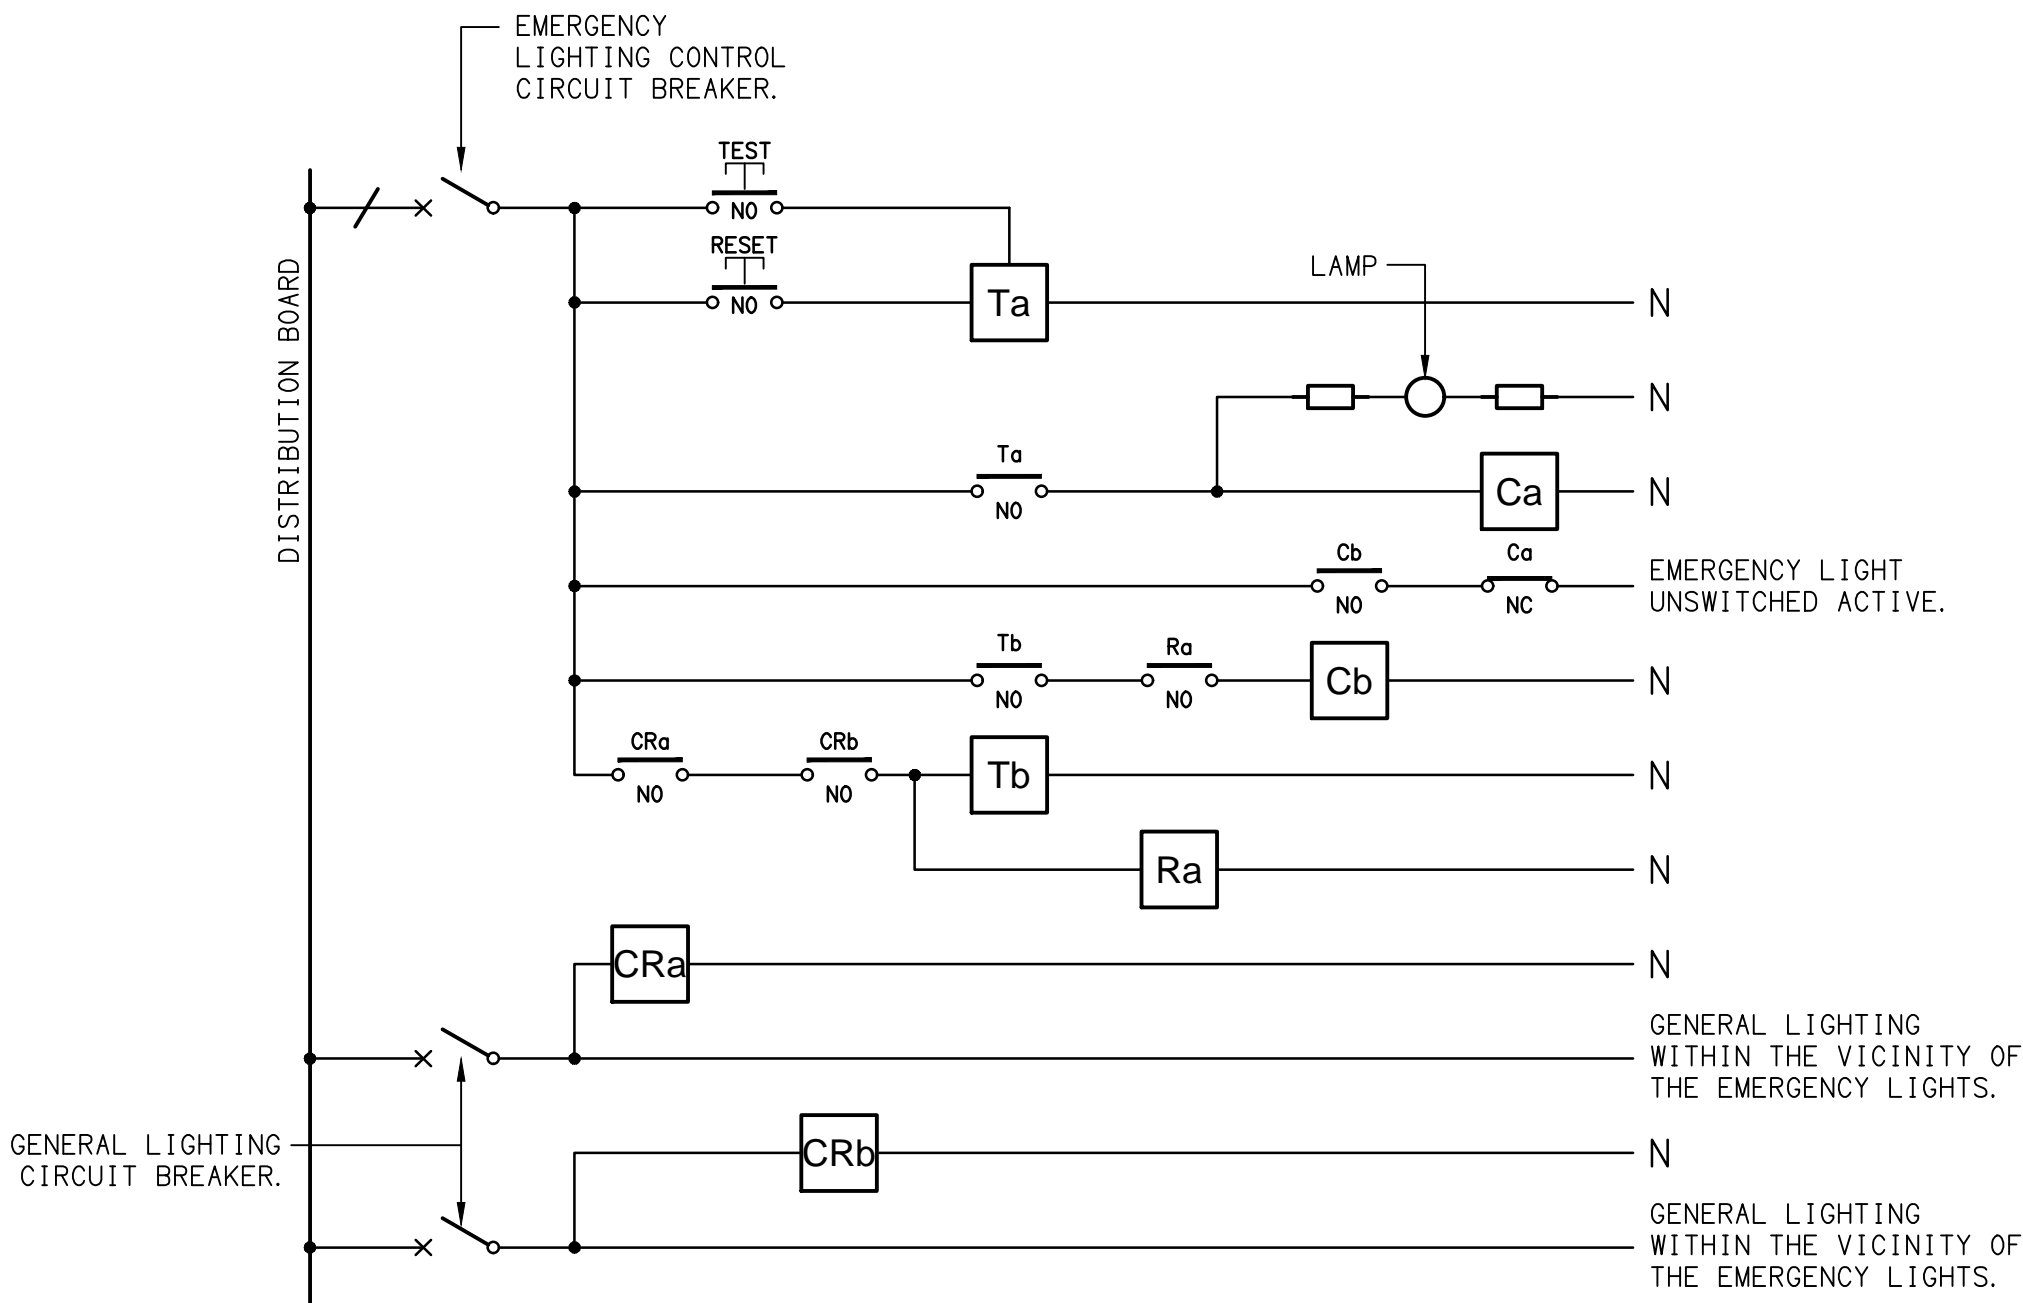 EMERGENCY
LIGHTING CONTROL
CIRCUIT BREAKER.
TEST
NO
RESET
NO
DISTRIBUTION BOARD
Ta
N
LAMP
N
Ta
NO
Ca
N
Cb
NO
Ca
NC
EMERGENCY LIGHT
UNSWITCHED ACTIVE.
Tb
NO
Ra
NO
Cb
N
CRa
NO
CRb
NO
Tb
N
Ra
N
CRa
N
GENERAL LIGHTING
WITHIN THE VICINITY OF
THE EMERGENCY LIGHTS.
GENERAL LIGHTING
CIRCUIT BREAKER.
CRb
N
GENERAL LIGHTING
WITHIN THE VICINITY OF
THE EMERGENCY LIGHTS.